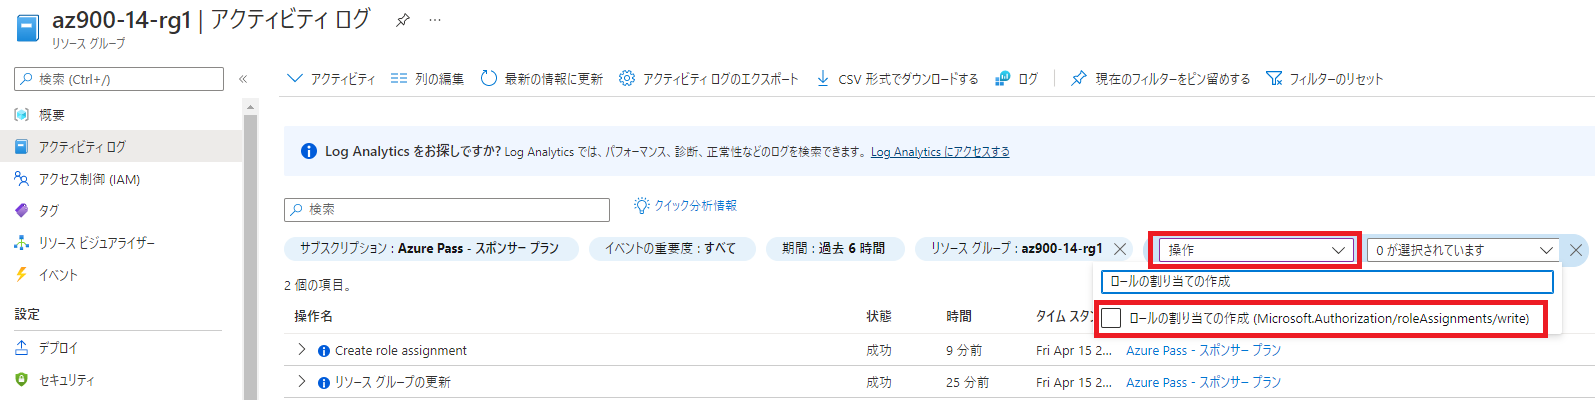 az900-14-rg1 | アクティビティ ログ
リソース グループ
検索 (Ctrl+/)
概要
アクティビティ ログ
アクセス制御 (IAM)
タグ
リソース ビジュアライザー
イベント
設定
デプロイ
セキュリティ
アクティビティ 列の編集 最新の情報に更新 アクティビティ ログのエクスポート CSV 形式でダウンロードする ログ 現在のフィルターをピン留めする フィルターのリセット
Log Analytics をお探しですか? Log Analytics では、パフォーマンス、診断、正常性などのログを検索できます。 Log Analytics にアクセスする
検索 クイック分析情報
サブスクリプション : Azure Pass - スポンサー プラン イベントの重要度 : すべて 期間 : 過去 6 時間 リソース グループ : az900-14-rg1 操作 0 が選択されています
ロールの割り当ての作成
ロールの割り当ての作成 (Microsoft.Authorization/roleAssignments/write)
2 個の項目。
操作名 状態 時間 タイム スタン
Create role assignment 成功 9 分前 Fri Apr 15 2... Azure Pass - スポンサー プラン
リソース グループの更新 成功 25 分前 Fri Apr 15 2... Azure Pass - スポンサー プラン